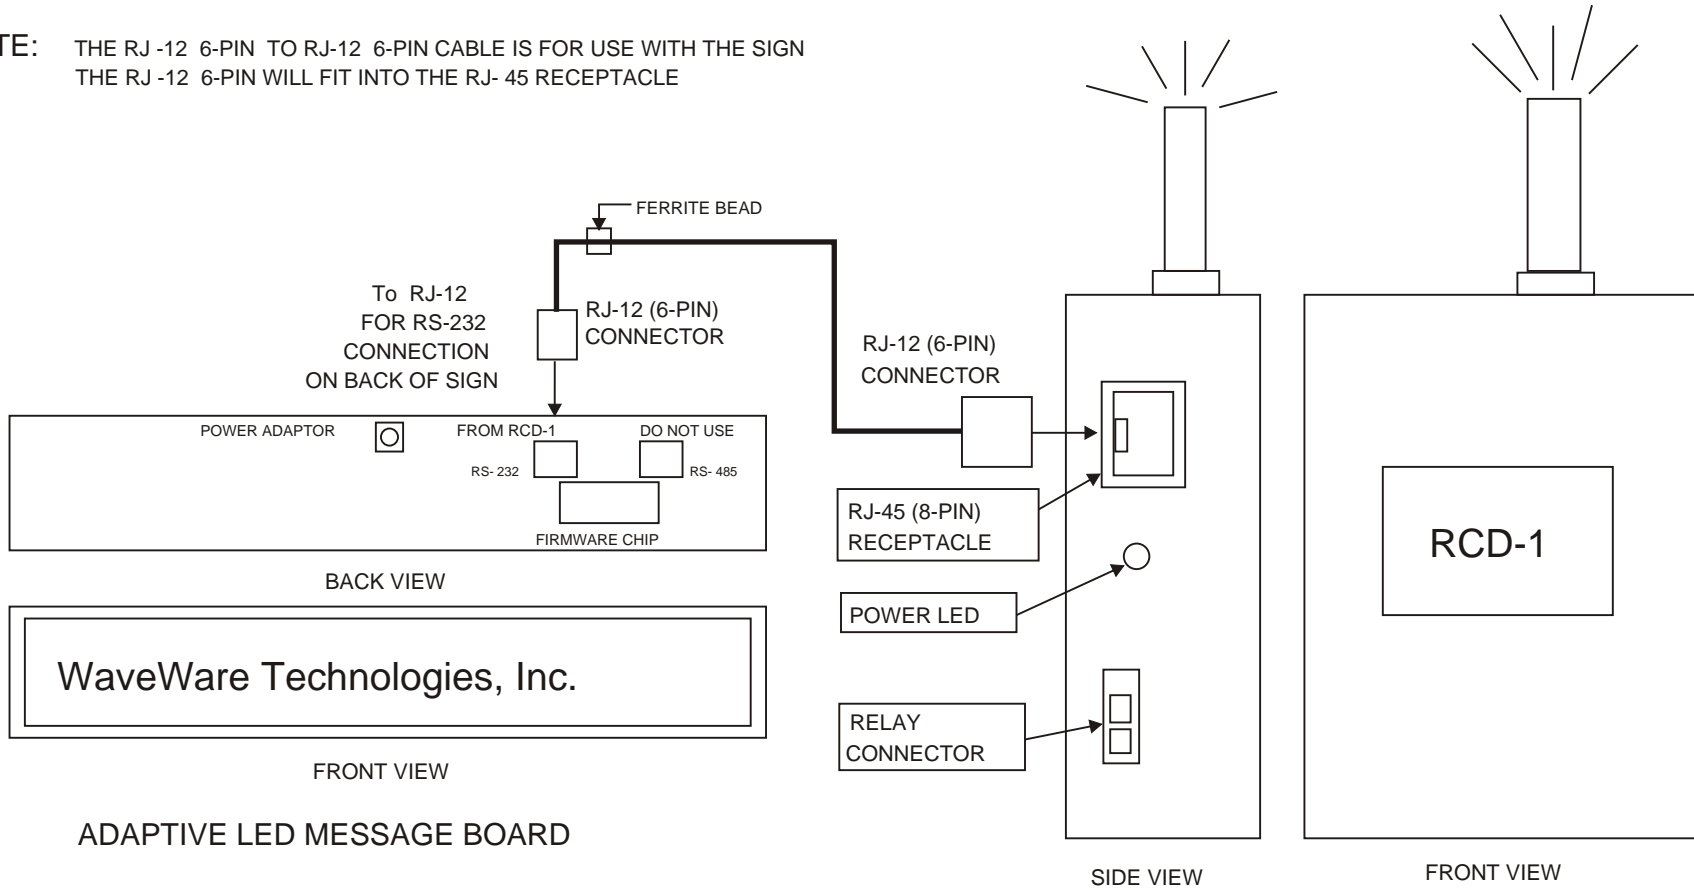 TE: THE RJ -12 6-PIN TO RJ-12 6-PIN CABLE IS FOR USE WITH THE SIGN
THE RJ -12 6-PIN WILL FIT INTO THE RJ- 45 RECEPTACLE
FERRITE BEAD
To RJ-12
FOR RS-232
CONNECTION
ON BACK OF SIGN
RJ-12 (6-PIN)
CONNECTOR
RJ-12 (6-PIN)
CONNECTOR
POWER ADAPTOR
FROM RCD-1
DO NOT USE
RS- 232
RS- 485
FIRMWARE CHIP
BACK VIEW
WaveWare Technologies, Inc.
FRONT VIEW
ADAPTIVE LED MESSAGE BOARD
RJ-45 (8-PIN)
RECEPTACLE
POWER LED
RELAY
CONNECTOR
SIDE VIEW
RCD-1
FRONT VIEW